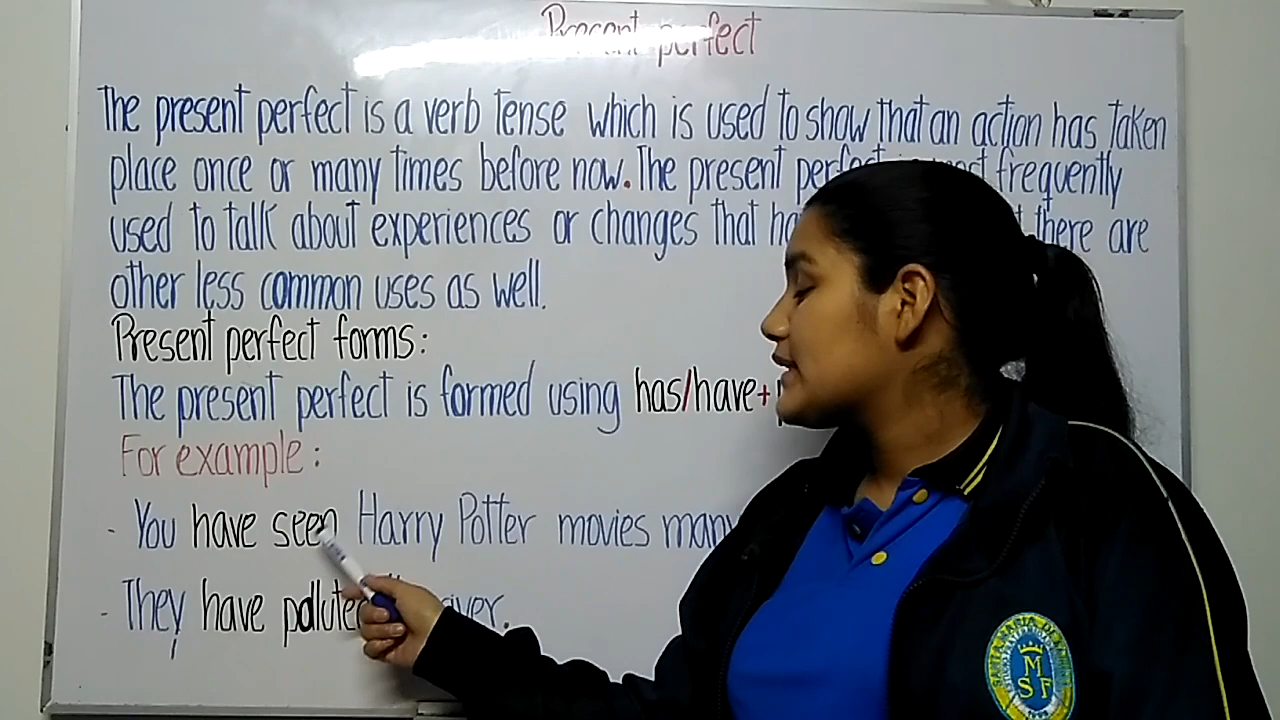 Present perfect
The present perfect is a verb tense which is used to show that an action has taken
place once or many times before now. The present frequently
used to talk about experiences or changes that there are
other less common uses as well.
Present perfect forms:
The present perfect is formed using has/have+
For example:
- You have seen Harry Potter movies many
- They have polluted
M
S F